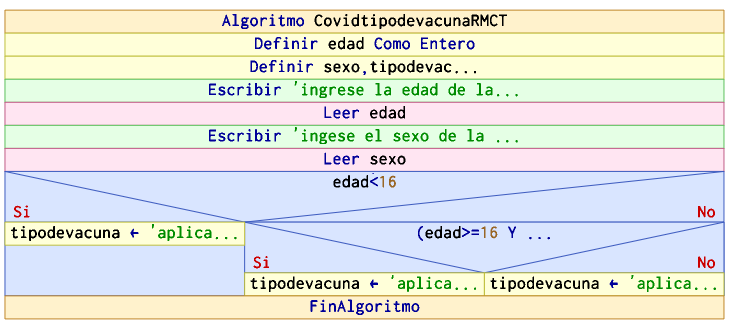 Algoritmo CovidtipodevacunaRMCT
Definir edad Como Entero
Definir sexo,tipodevac...
Escribir 'ingrese la edad de la...
Leer edad
Escribir 'ingese el sexo de la ...
Leer sexo
edad<16
Si No
tipodevacuna ← 'aplica... (edad>=16 Y ...
Si No
tipodevacuna ← 'aplica... tipodevacuna ← 'aplica...
FinAlgoritmo